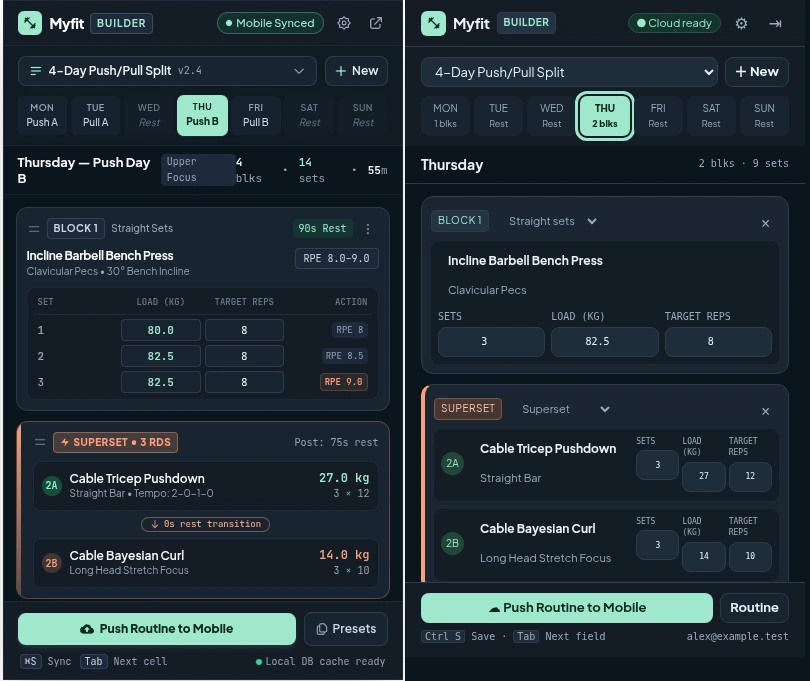 Myfit BUILDER Mobile Synced
4-Day Push/Pull Split v2.4 + New
MON TUE WED THU FRI SAT SUN
Push A Pull A Rest Push B Pull B Rest Rest
Thursday — Push Day B Upper Focus 4 blks • 14 sets • 55m
BLOCK 1 Straight Sets 90s Rest
Incline Barbell Bench Press RPE 8.0-9.0
Clavicular Pecs • 30° Bench Incline
SET LOAD (KG) TARGET REPS ACTION
1 80.0 8 RPE 8
2 82.5 8 RPE 8.5
3 82.5 8 RPE 9.0
SUPERSET • 3 RDS Post: 75s rest
2A Cable Tricep Pushdown 27.0 kg
Straight Bar • Tempo: 2-0-1-0 3 × 12
↓ 0s rest transition
2B Cable Bayesian Curl 14.0 kg
Long Head Stretch Focus 3 × 10
Push Routine to Mobile Presets
⌘S Sync Tab Next cell Local DB cache ready
Myfit BUILDER Cloud ready
4-Day Push/Pull Split + New
MON TUE WED THU FRI SAT SUN
1 blks Rest Rest 2 blks Rest Rest Rest
Thursday 2 blks · 9 sets
BLOCK 1 Straight sets ×
Incline Barbell Bench Press
Clavicular Pecs
SETS LOAD (KG) TARGET REPS
3 82.5 8
SUPERSET Superset ×
2A Cable Tricep Pushdown SETS LOAD (KG) TARGET REPS
Straight Bar 3 27 12
2B Cable Bayesian Curl SETS LOAD (KG) TARGET REPS
Long Head Stretch Focus 3 14 10
Push Routine to Mobile Routine
Ctrl S Save · Tab Next field alex@example.test